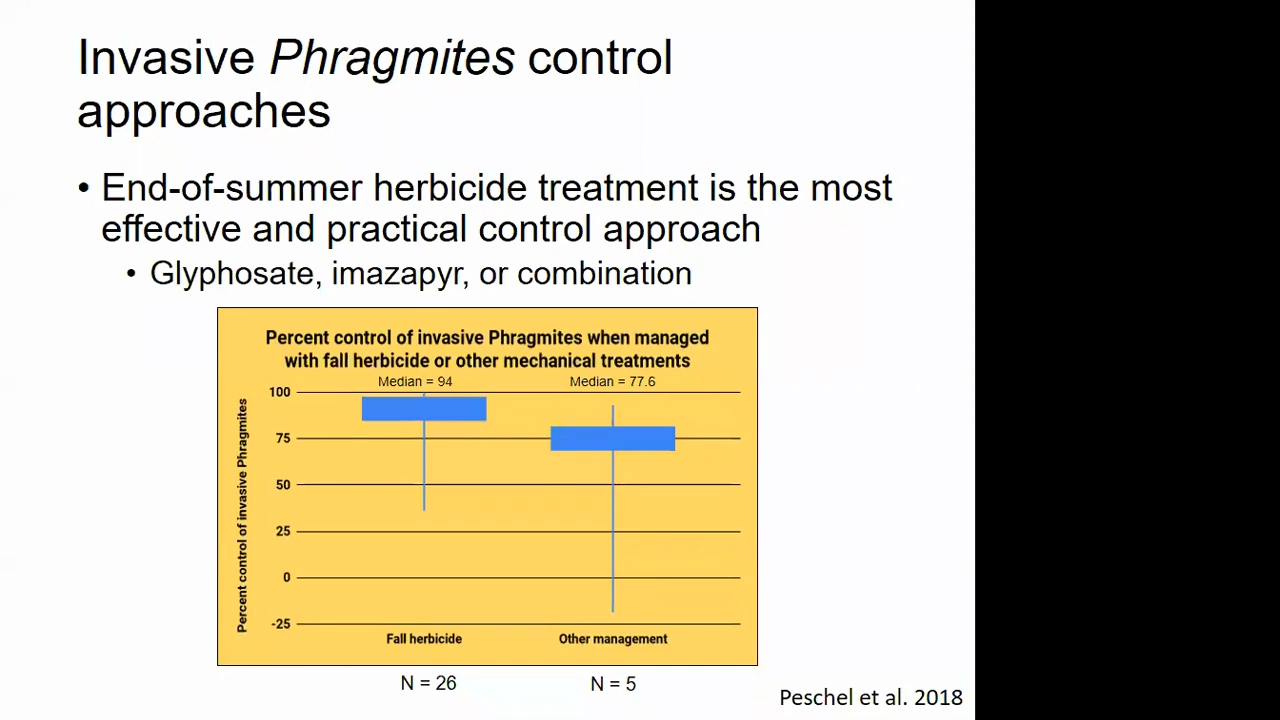 Invasive Phragmites control
approaches
• End-of-summer herbicide treatment is the most
effective and practical control approach
• Glyphosate, imazapyr, or combination
Percent control of invasive Phragmites when managed
with fall herbicide or other mechanical treatments
Median = 94
Median = 77.6
Percent control of invasive Phragmites
100
75
50
25
0
-25
Fall herbicide
Other management
N = 26
N = 5
Peschel et al. 2018